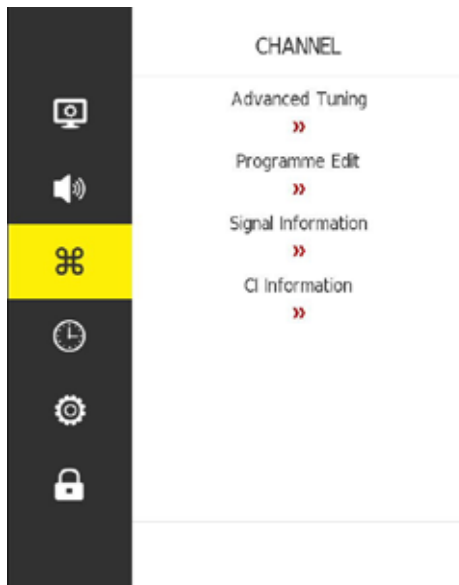 CHANNEL
Advanced Tuning
»
Programme Edit
»
Signal Information
»
CI Information
»